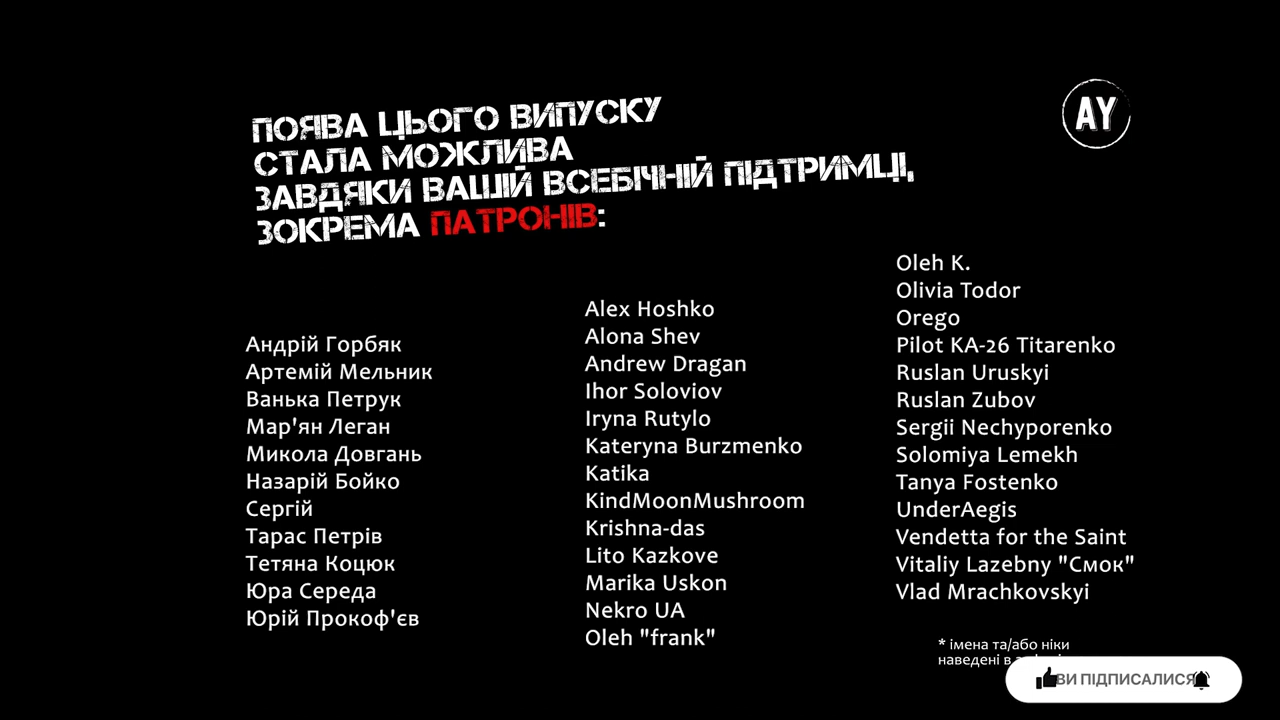 ПОЯВА ЦЬОГО ВИПУСКУ
СТАЛА МОЖЛИВА
ЗАВДЯКИ ВАШІЙ ВСЕБІЧНІЙ ПІДТРИМЦІ,
ЗОКРЕМА ПАТРОНІВ:
АУ
Андрій Горбяк
Артемій Мельник
Ванька Петрук
Мар'ян Леган
Микола Довгань
Назарій Бойко
Сергій
Тарас Петрів
Тетяна Коцюк
Юра Середа
Юрій Прокоф'єв
Alex Hoshko
Alona Shev
Andrew Dragan
Ihor Soloviov
Iryna Rutylo
Kateryna Burzmenko
Katika
KindMoonMushroom
Krishna-das
Lito Kazkove
Marika Uskon
Nekro UA
Oleh "frank"
Oleh K.
Olivia Todor
Orego
Pilot KA-26 Titarenko
Ruslan Uruskyi
Ruslan Zubov
Sergii Nechyporenko
Solomiya Lemekh
Tanya Fostenko
UnderAegis
Vendetta for the Saint
Vitaliy Lazebny "Смок"
Vlad Mrachkovskyi
* імена та/або ніки
наведені в
ВИ ПІДПИСАЛИСЯ